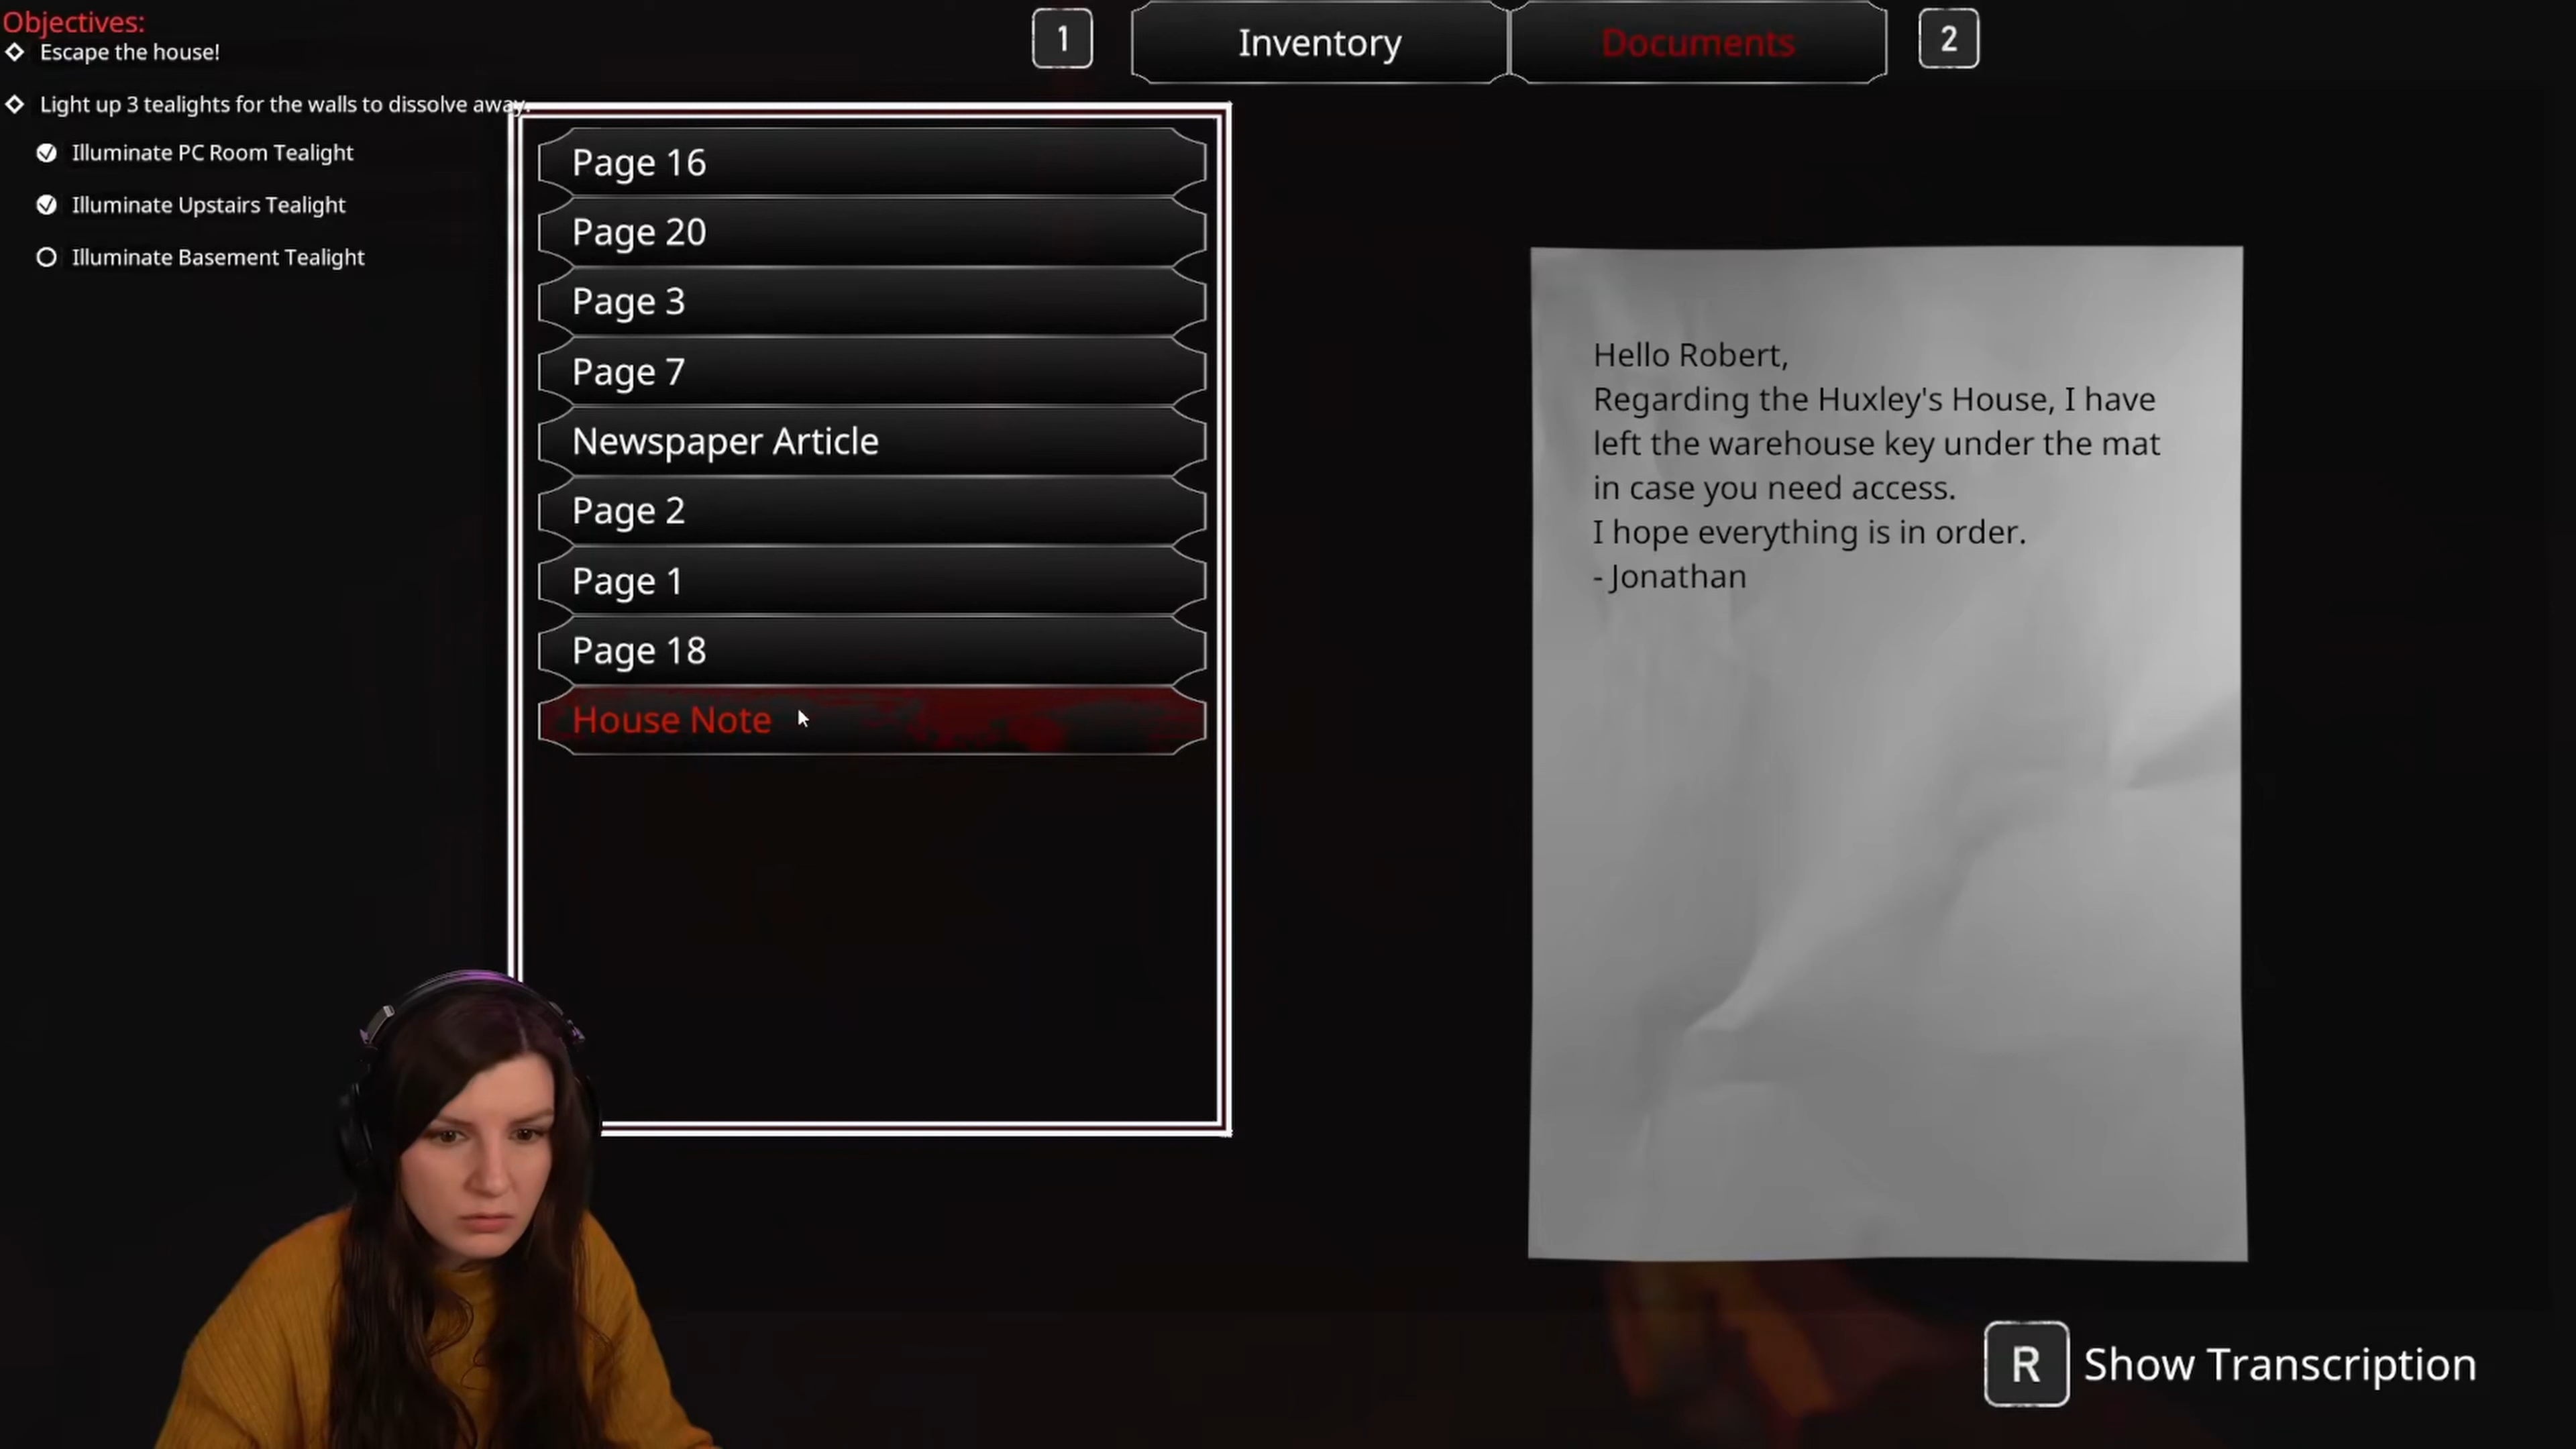 Objectives:
Escape the house!
Light up 3 tealights for the walls to dissolve away.
Illuminate PC Room Tealight
Illuminate Upstairs Tealight
Illuminate Basement Tealight
1
Inventory
Documents
2
Page 16
Page 20
Page 3
Page 7
Newspaper Article
Page 2
Page 1
Page 18
House Note
Hello Robert,
Regarding the Huxley's House, I have
left the warehouse key under the mat
in case you need access.
I hope everything is in order.
- Jonathan
R Show Transcription